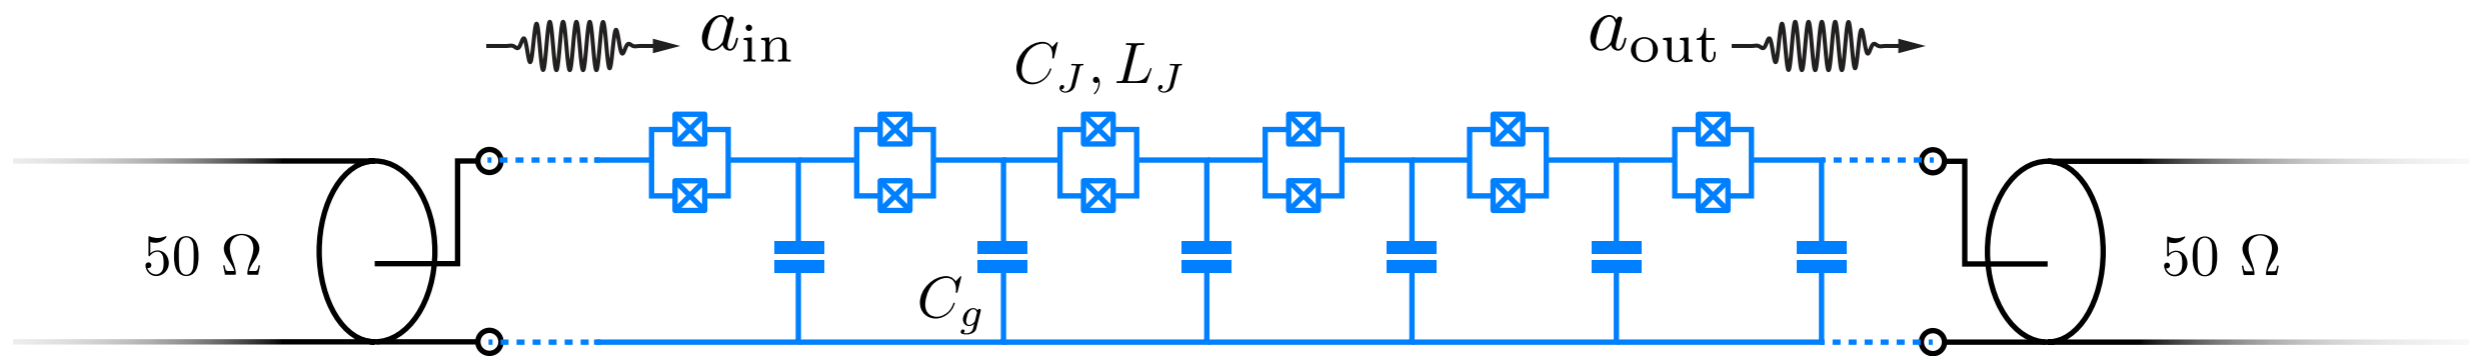 a_in
a_out
C_J, L_J
50 Ω
50 Ω
C_g